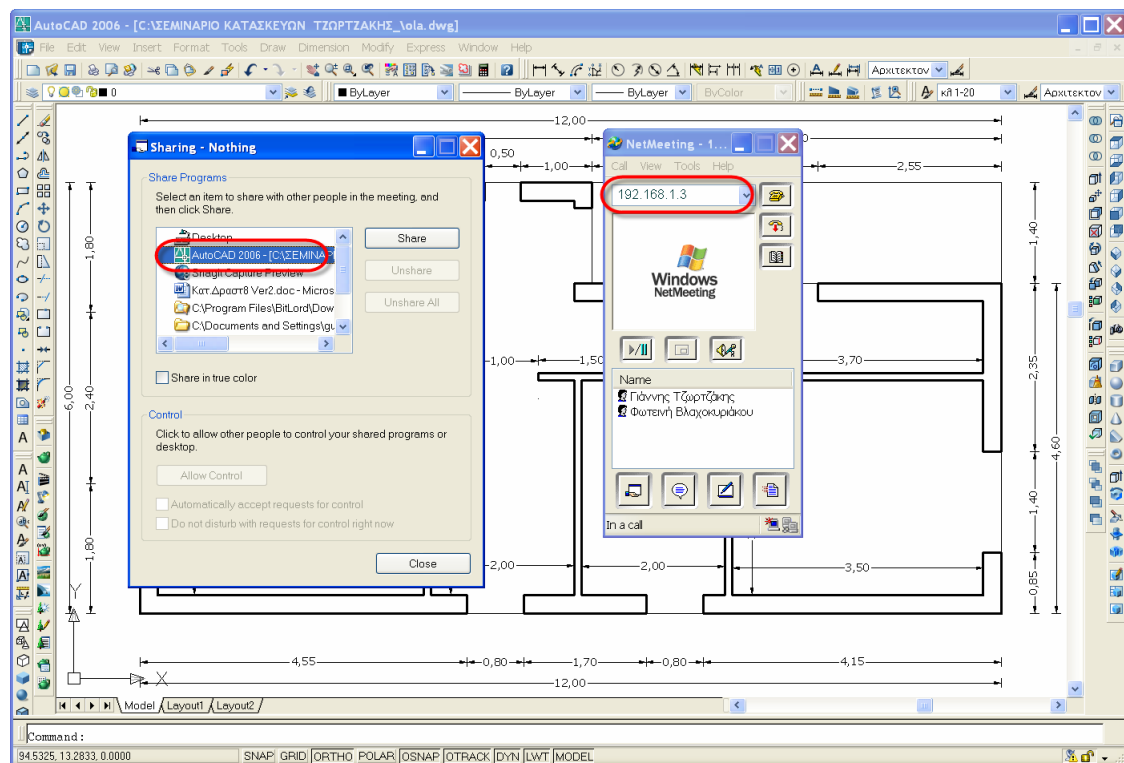 AutoCAD 2006 - [C:\ΣΕΜΙΝΑΡΙΟ ΚΑΤΑΣΚΕΥΩΝ ΤΖΩΡΤΖΑΚΗΣ_\ola.dwg]
File Edit View Insert Format Tools Draw Dimension Modify Express Window Help
Αρχιτεκτον
0 ByLayer ByLayer ByLayer ByColor κλ 1-20 Αρχιτεκτον
12,00
Sharing - Nothing
Share Programs
Select an item to share with other people in the meeting, and
then click Share.
Desktop
AutoCAD 2006 - [C:\ΣΕΜΙΝΑΡ
SnagIt Capture Preview
Κατ.Δραστ8 Ver2.doc - Micros
C:\Program Files\BitLord\Dow
C:\Documents and Settings\gu
Share
Unshare
Unshare All
Share in true color
Control
Click to allow other people to control your shared programs or
desktop.
Allow Control
Automatically accept requests for control
Do not disturb with requests for control right now
Close
NetMeeting - 1...
Call View Tools Help
192.168.1.3
Windows
NetMeeting
Name
Γιάννης Τζωρτζάκης
Φωτεινή Βλαχοκυριάκου
In a call
0,50
1,00
2,55
1,80
1,40
1,00
1,50
3,70
2,35
6,00
2,40
4,60
1,40
1,80
2,00
2,00
3,50
0,85
Y
X
4,55
0,80
1,70
0,80
4,15
12,00
Model Layout1 Layout2
Command:
94.5325, 13.2833, 0.0000 SNAP GRID ORTHO POLAR OSNAP OTRACK DYN LWT MODEL